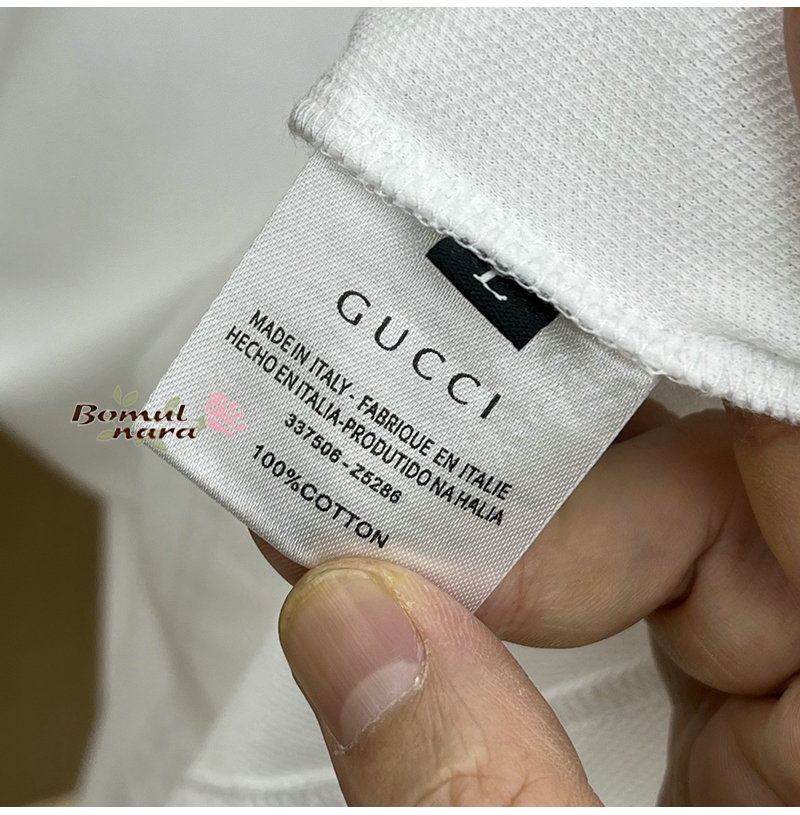 L
GUCCI
MADE IN ITALY - FABRIQUE EN ITALIE
HECHO EN ITALIA-PRODUTIDO NA HALIA
337506-Z5286
100%COTTON
Bomul
nara